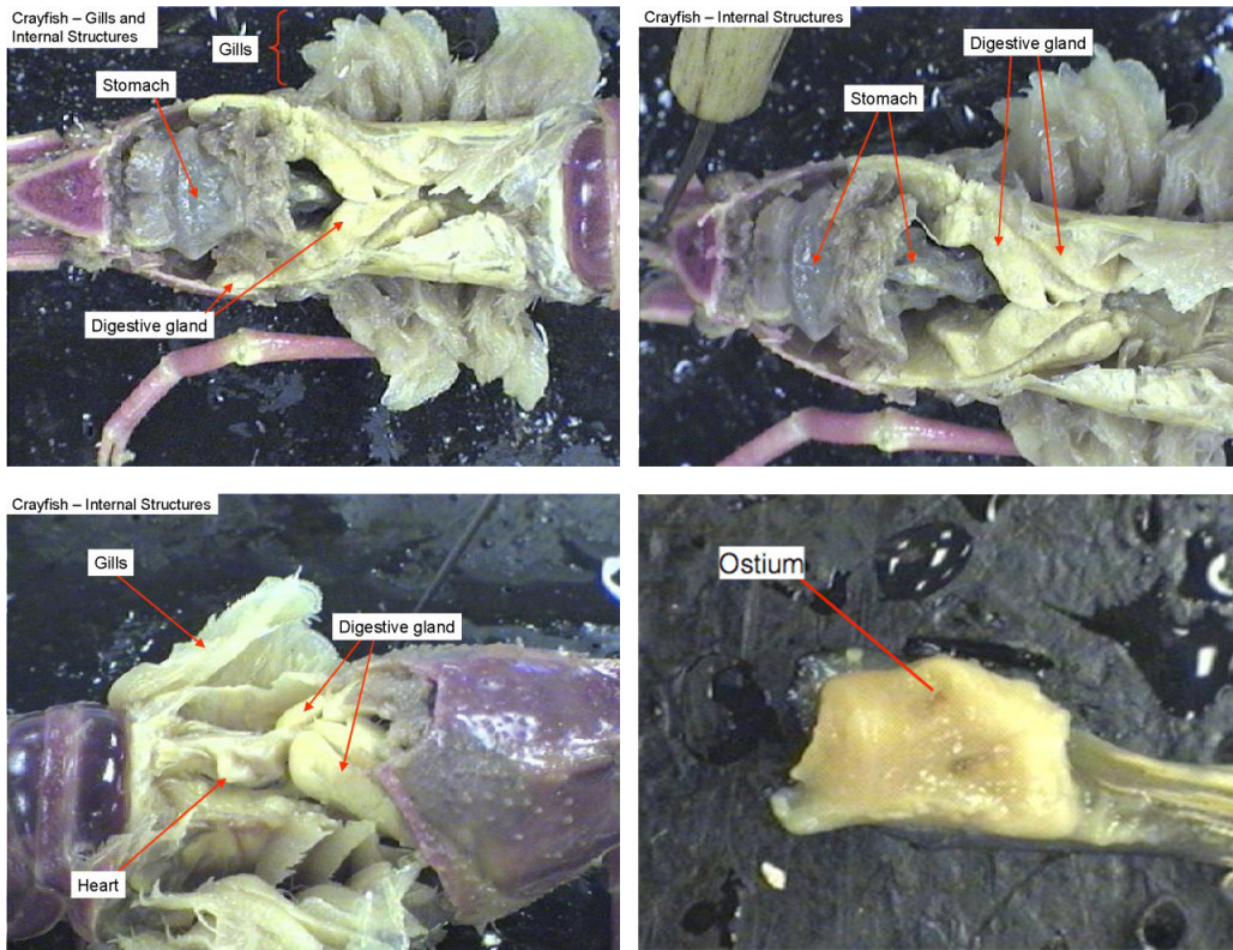 Crayfish – Gills and
Internal Structures
Gills
Stomach
Digestive gland
Crayfish – Internal Structures
Digestive gland
Stomach
Crayfish – Internal Structures
Gills
Digestive gland
Heart
Ostium